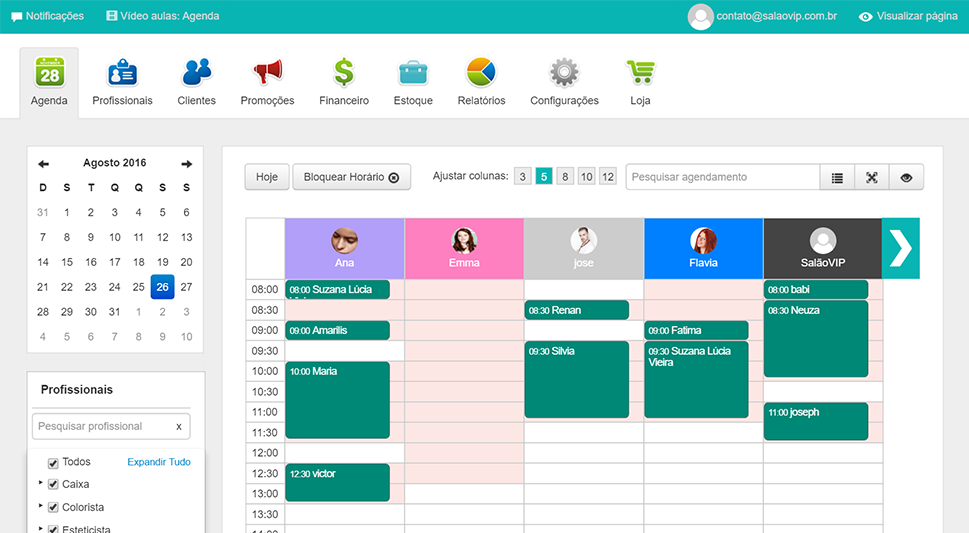 Notificações Vídeo aulas: Agenda contato@salaovip.com.br Visualizar página
28
Agenda Profissionais Clientes Promoções Financeiro Estoque Relatórios Configurações Loja
Agosto 2016
D S T Q Q S S
31 1 2 3 4 5 6
7 8 9 10 11 12 13
14 15 16 17 18 19 20
21 22 23 24 25 26 27
28 29 30 31 1 2 3
4 5 6 7 8 9 10
Profissionais
Pesquisar profissional x
Todos Expandir Tudo
Caixa
Colorista
Esteticista
Hoje Bloquear Horário Ajustar colunas: 3 5 8 10 12 Pesquisar agendamento
Ana Emma jose Flavia SalãoVIP
08:00 08:00 Suzana Lúcia 08:00 babi
08:30 08:30 Renan 08:30 Neuza
09:00 09:00 Amarilis 09:00 Fatima
09:30 09:30 Silvia 09:30 Suzana Lúcia
Vieira
10:00 10:00 Maria
10:30
11:00 11:00 joseph
11:30
12:00
12:30 12:30 victor
13:00
13:30